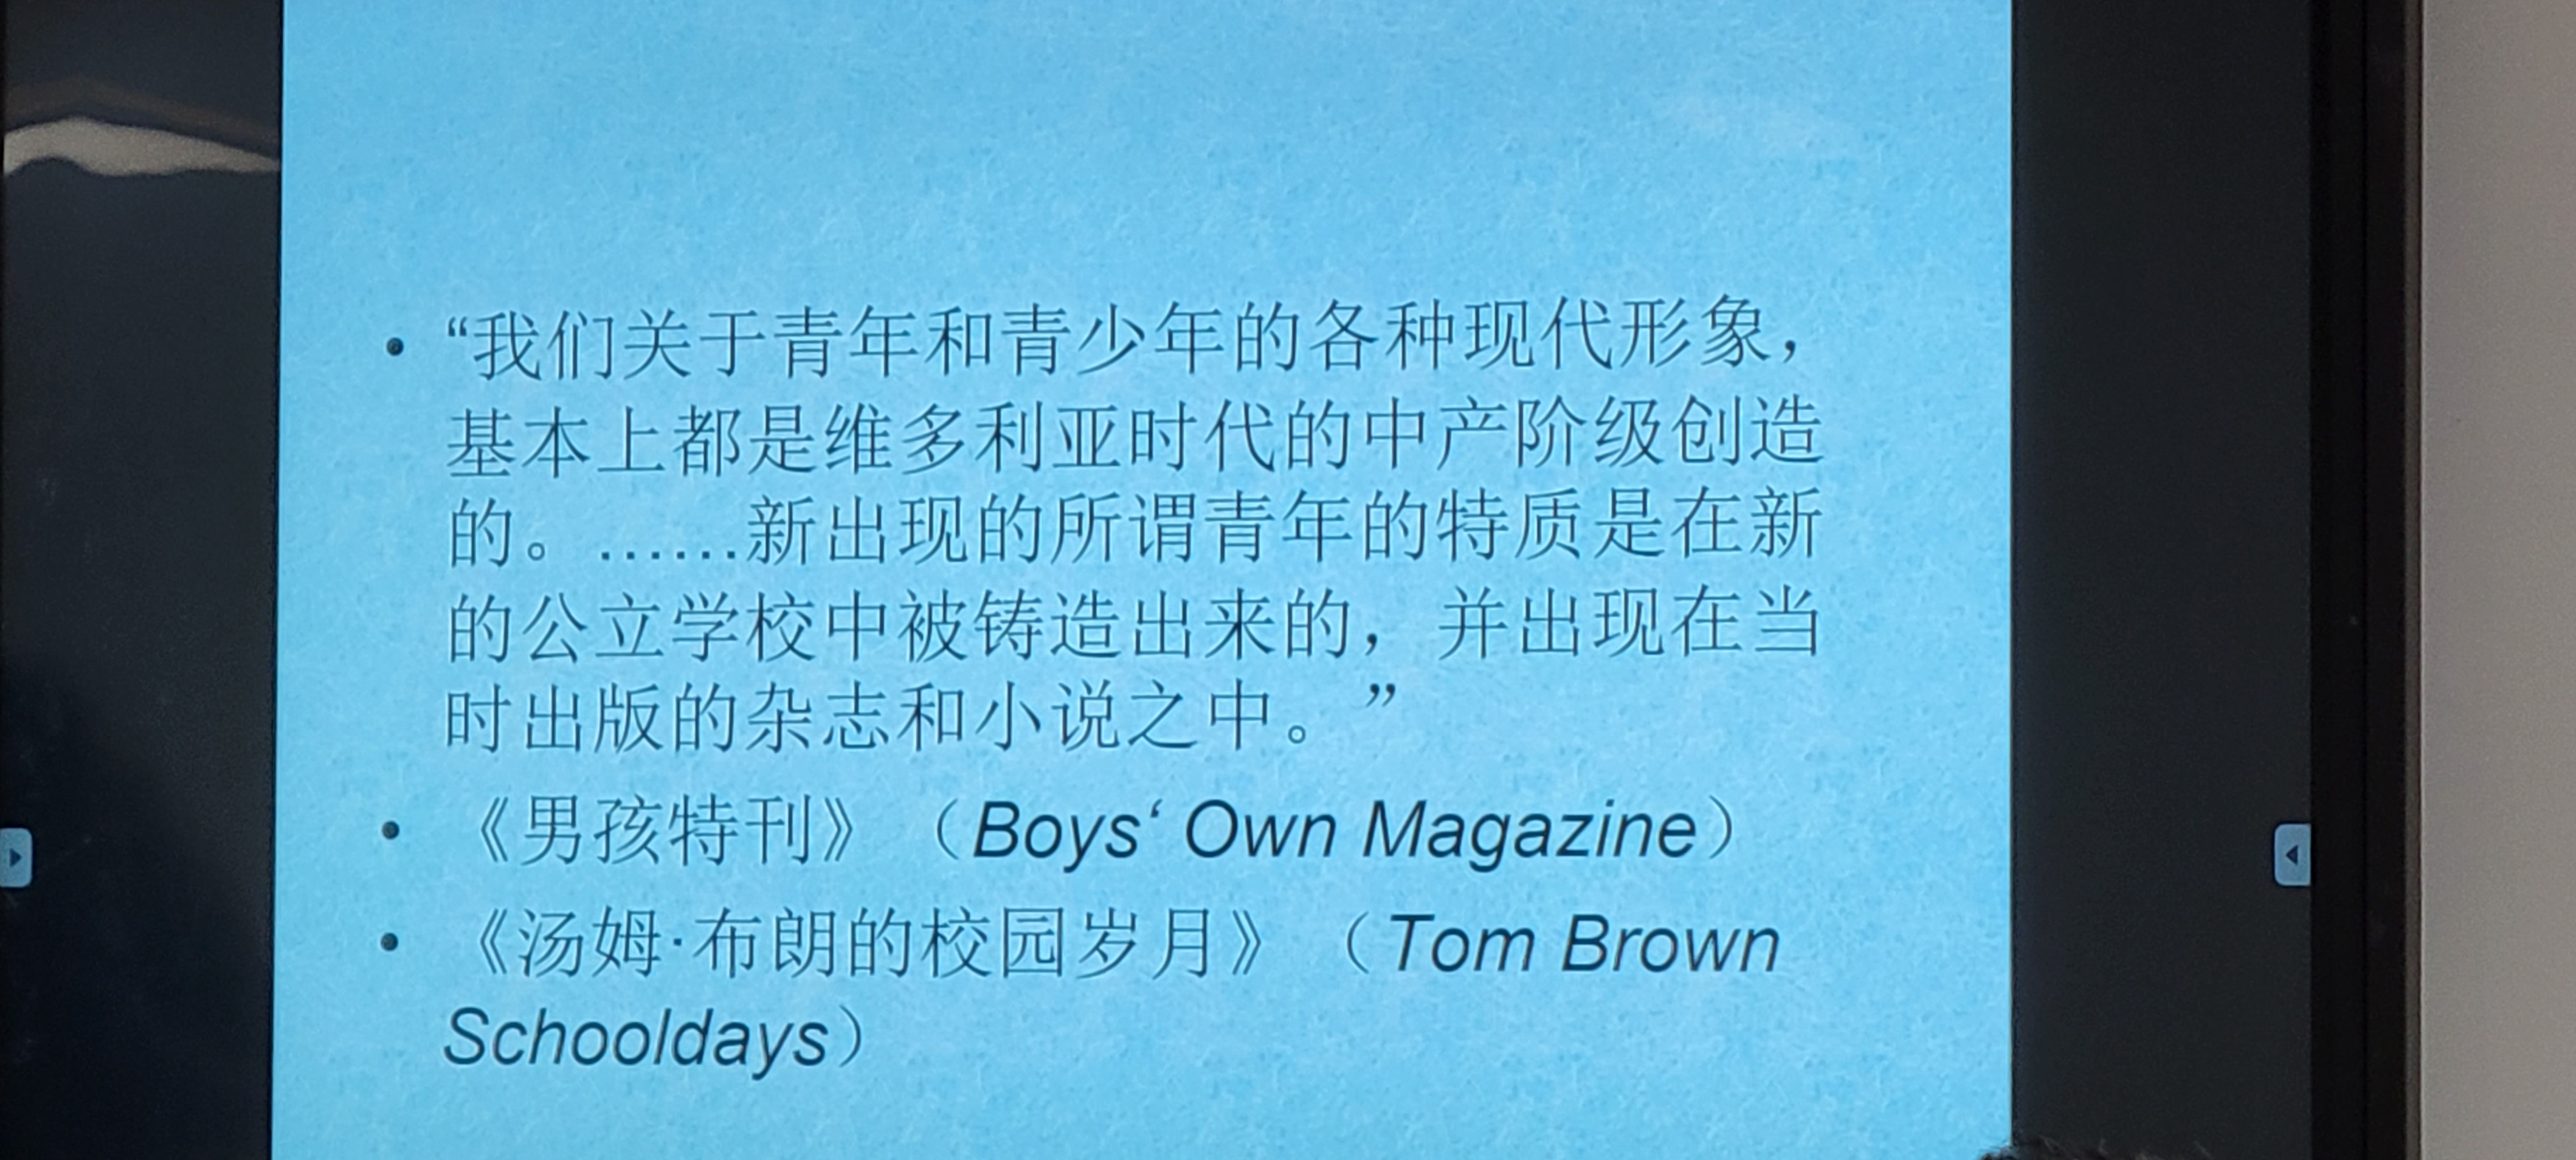 • “我们关于青年和青少年的各种现代形象，
基本上都是维多利亚时代的中产阶级创造
的。……新出现的所谓青年的特质是在新
的公立学校中被铸造出来的，并出现在当
时出版的杂志和小说之中。”
• 《男孩特刊》（Boys‘ Own Magazine）
• 《汤姆·布朗的校园岁月》（Tom Brown
Schooldays）